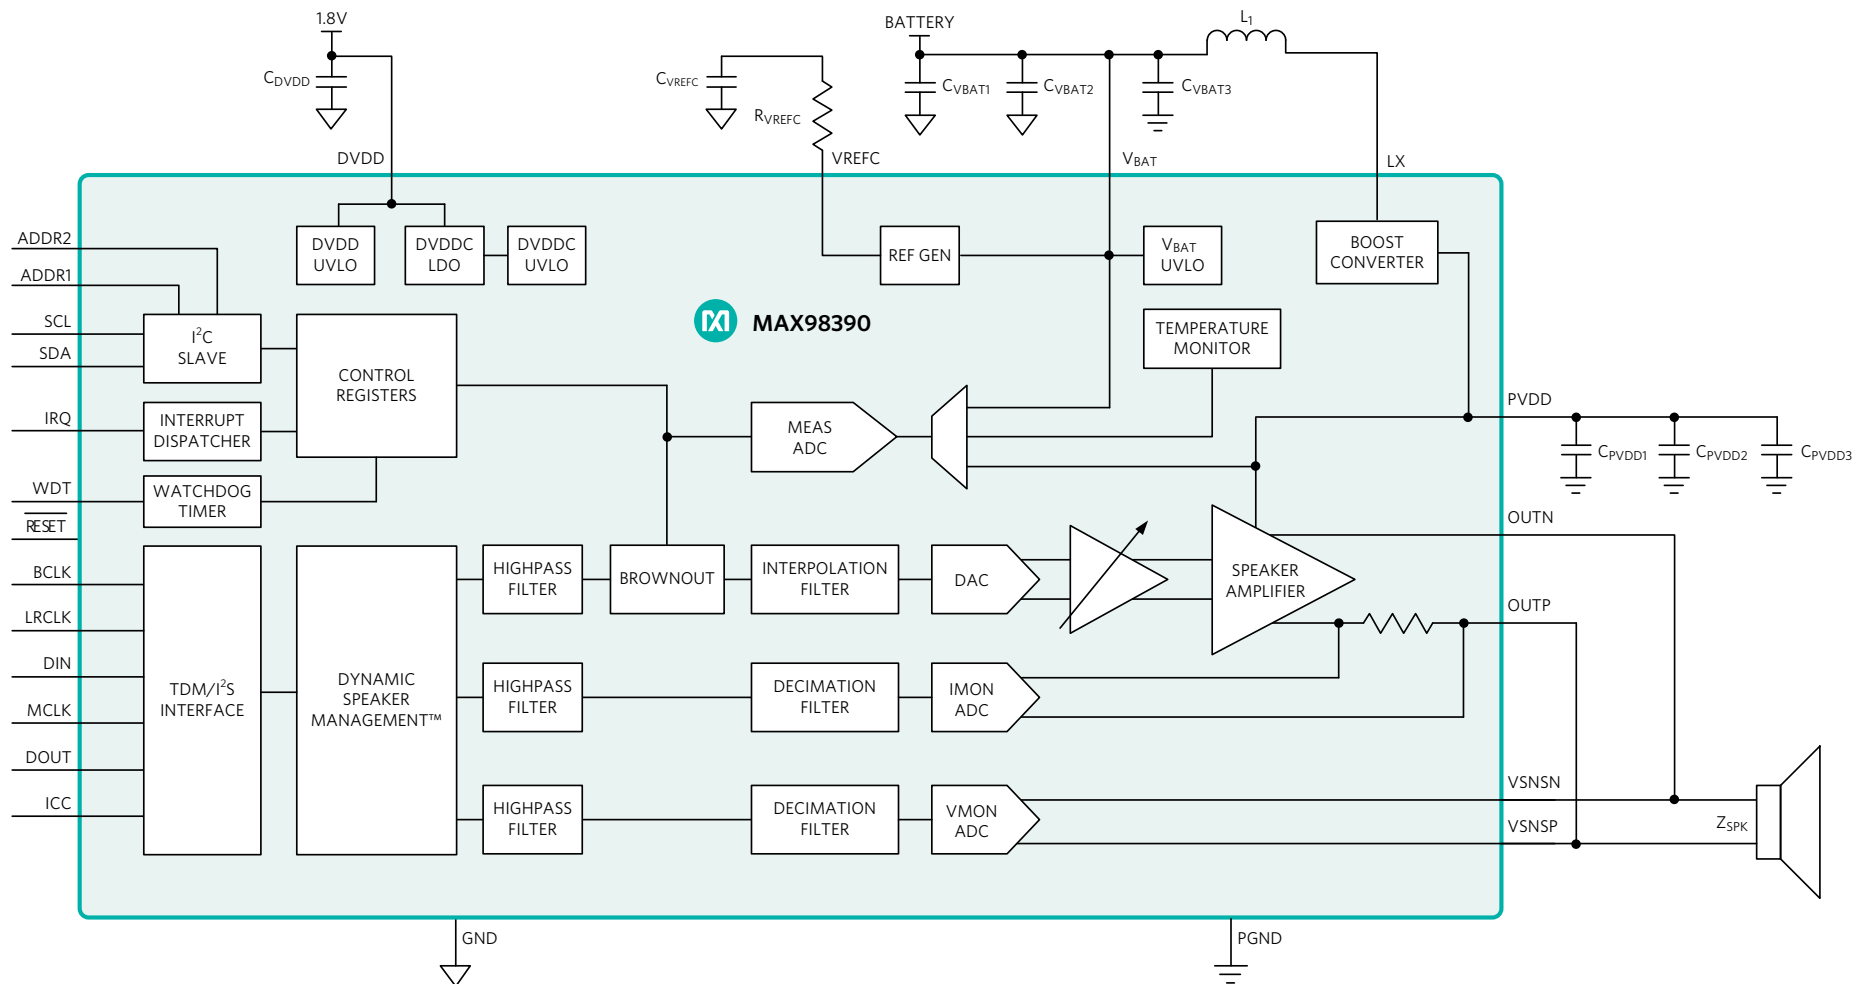 1.8V
BATTERY
L1
CDVDD
CVREFC
CVBAT1
CVBAT2
CVBAT3
RVREFC
DVDD
VREFC
VBAT
LX
ADDR2
ADDR1
SCL
SDA
IRQ
WDT
RESET
BCLK
LRCLK
DIN
MCLK
DOUT
ICC
DVDD
UVLO
DVDDC
LDO
DVDDC
UVLO
REF GEN
VBAT
UVLO
BOOST
CONVERTER
MAX98390
TEMPERATURE
MONITOR
I2C
SLAVE
CONTROL
REGISTERS
INTERRUPT
DISPATCHER
WATCHDOG
TIMER
MEAS
ADC
PVDD
CPVDD1
CPVDD2
CPVDD3
OUTN
OUTP
TDM/I2S
INTERFACE
DYNAMIC
SPEAKER
MANAGEMENT™
HIGHPASS
FILTER
BROWNOUT
INTERPOLATION
FILTER
DAC
SPEAKER
AMPLIFIER
HIGHPASS
FILTER
DECIMATION
FILTER
IMON
ADC
HIGHPASS
FILTER
DECIMATION
FILTER
VMON
ADC
VSNSN
VSNSP
ZSPK
GND
PGND